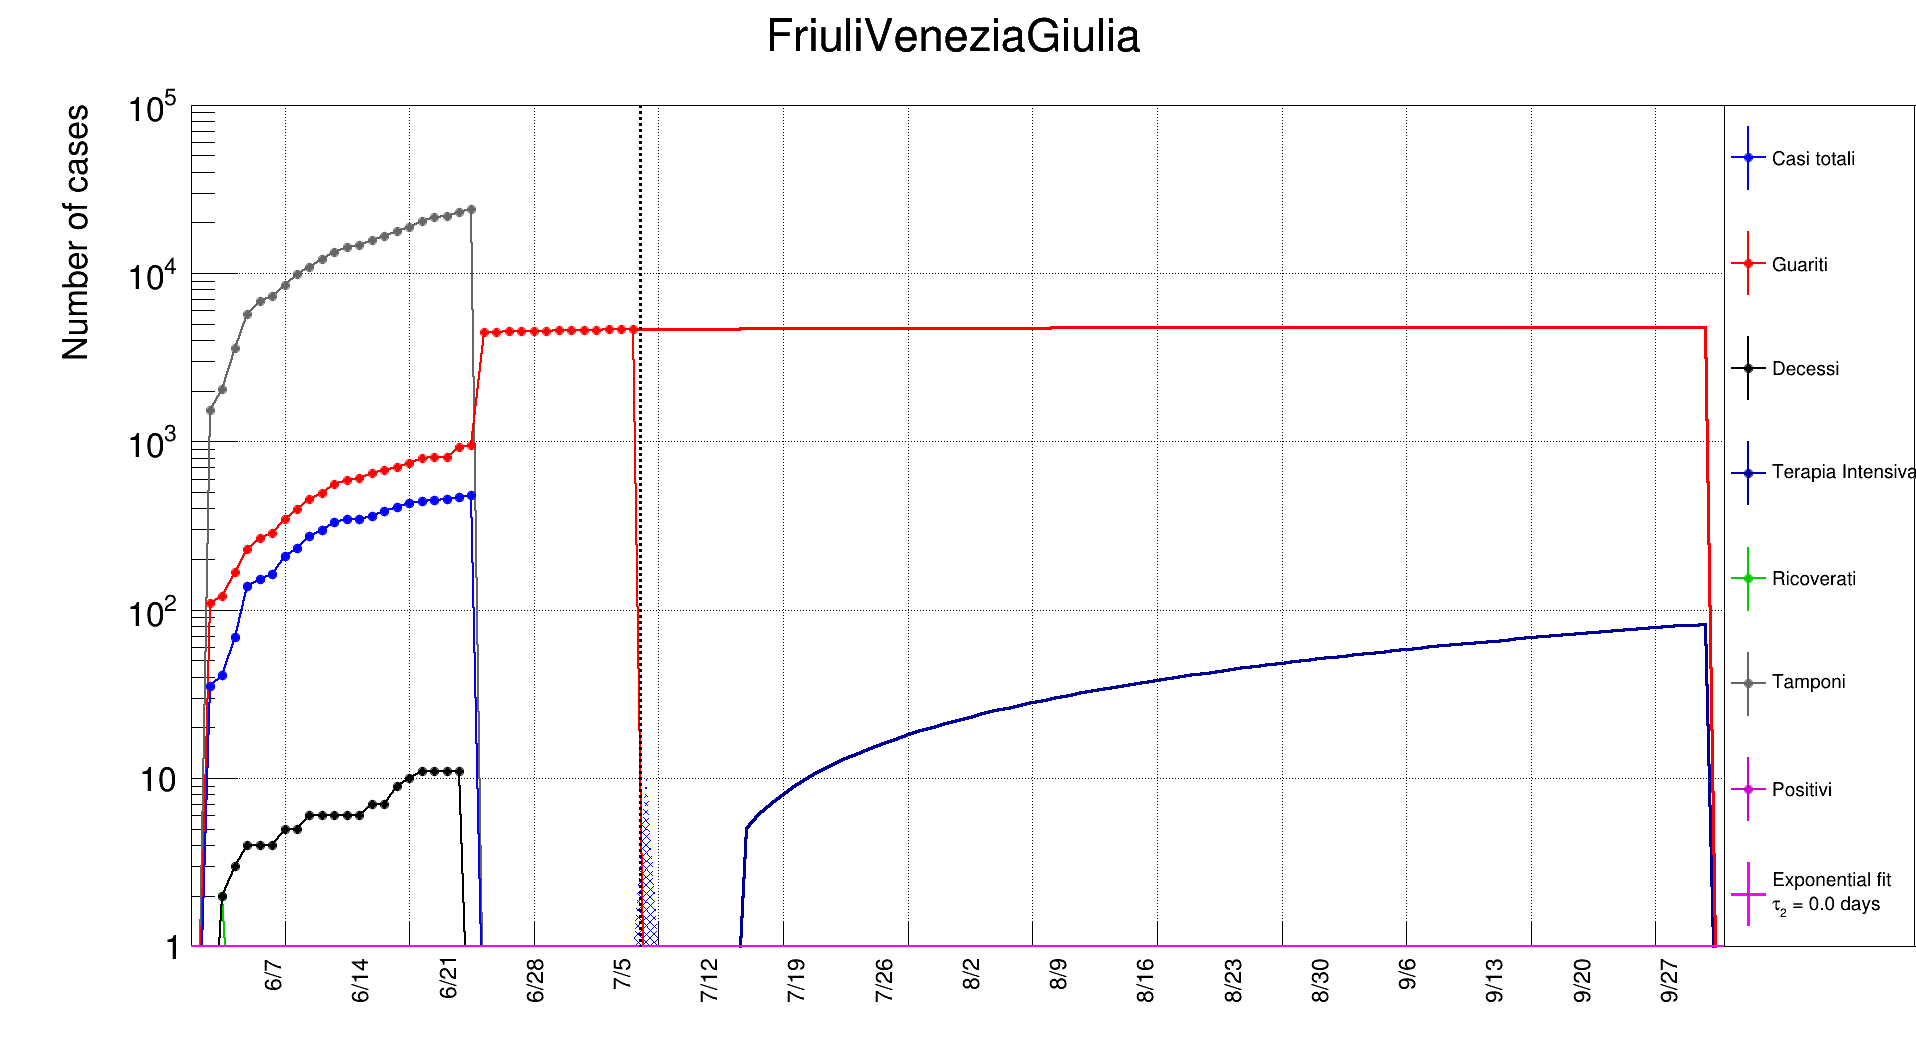 FriuliVeneziaGiulia
Number of cases
10^5
10^4
10^3
10^2
10
1
6/7
6/14
6/21
6/28
7/5
7/12
7/19
7/26
8/2
8/9
8/16
8/23
8/30
9/6
9/13
9/20
9/27
Casi totali
Guariti
Decessi
Terapia Intensiva
Ricoverati
Tamponi
Positivi
Exponential fit
τ₂ = 0.0 days